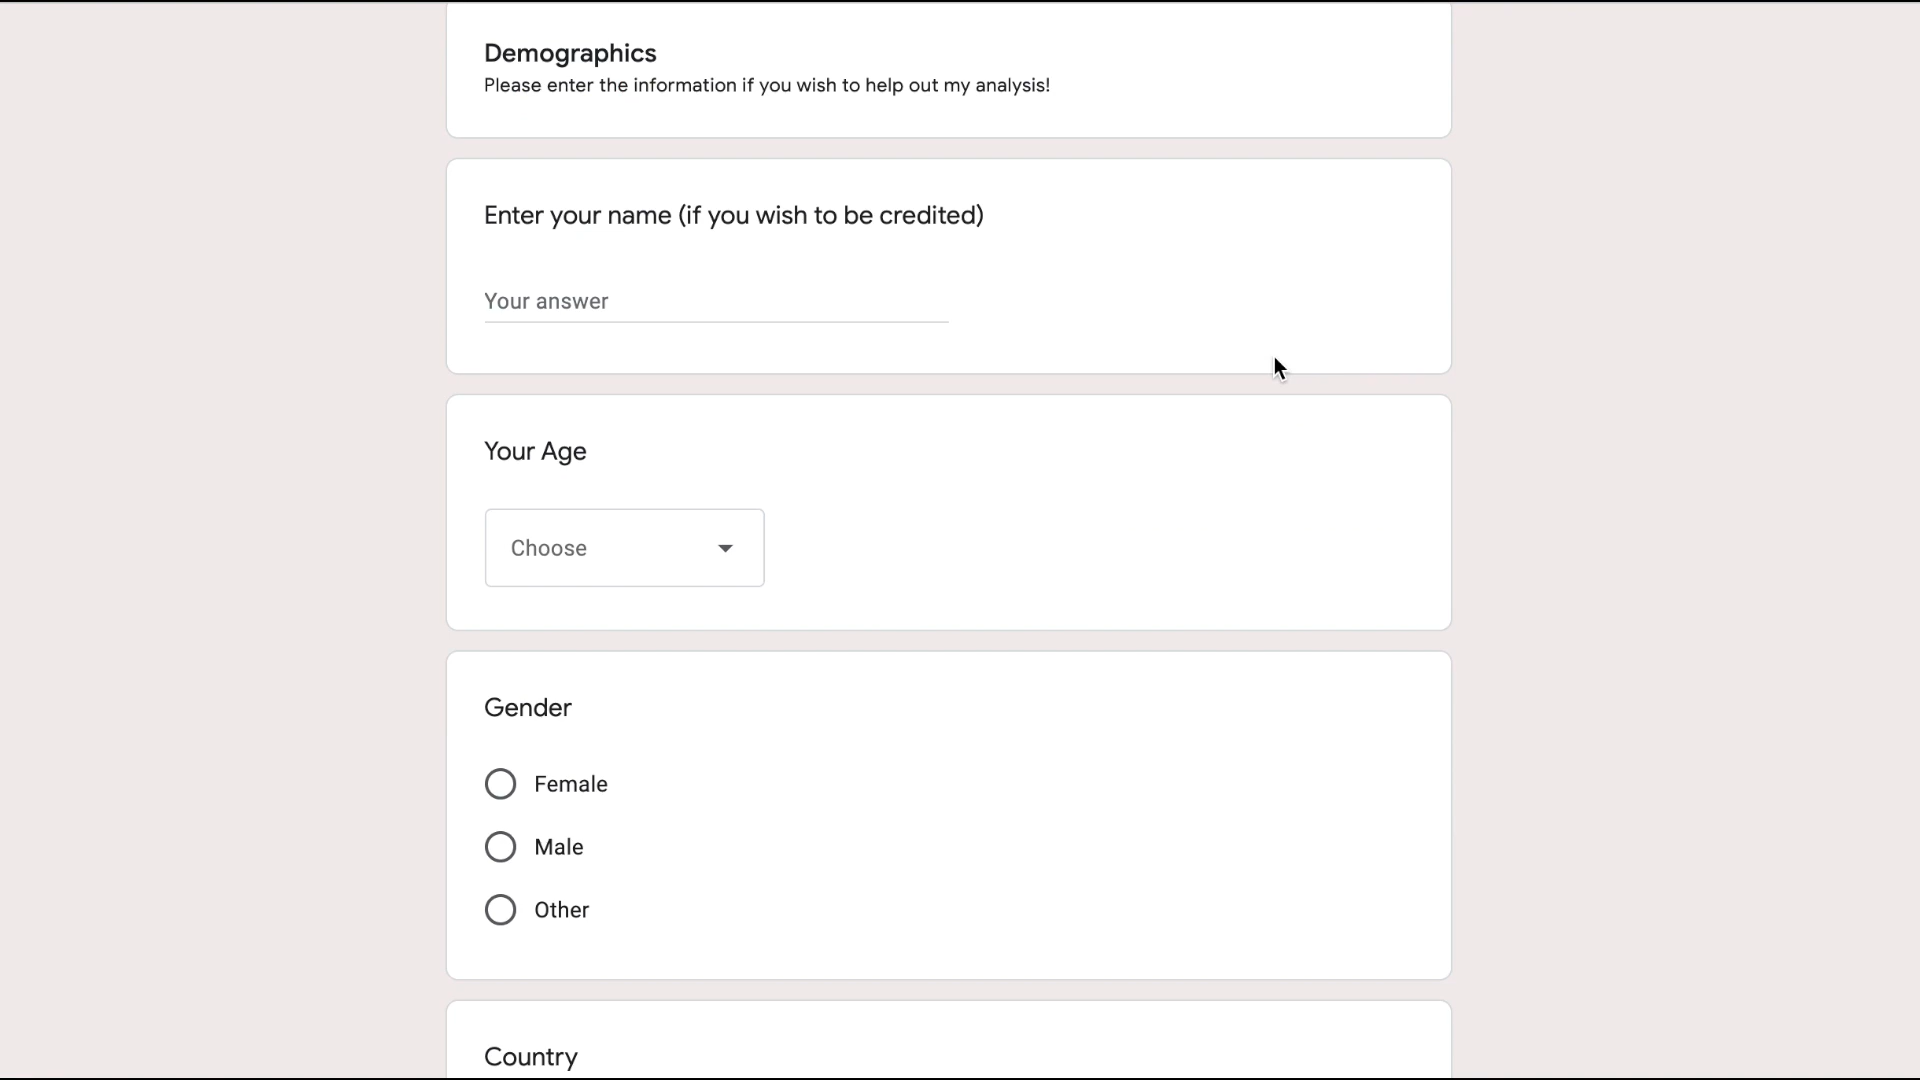 Demographics
Please enter the information if you wish to help out my analysis!
Enter your name (if you wish to be credited)
Your answer
Your Age
Choose
Gender
Female
Male
Other
Country